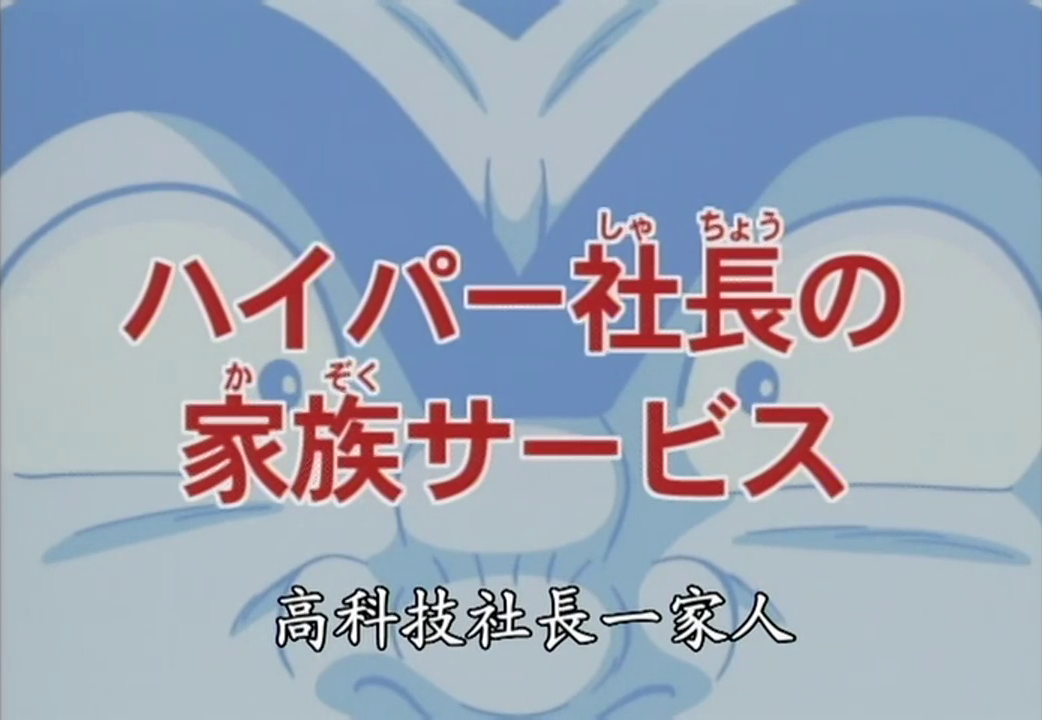 しゃ ちょう
ハイパー社長の
か ぞく
家族サービス
高科技社長一家人